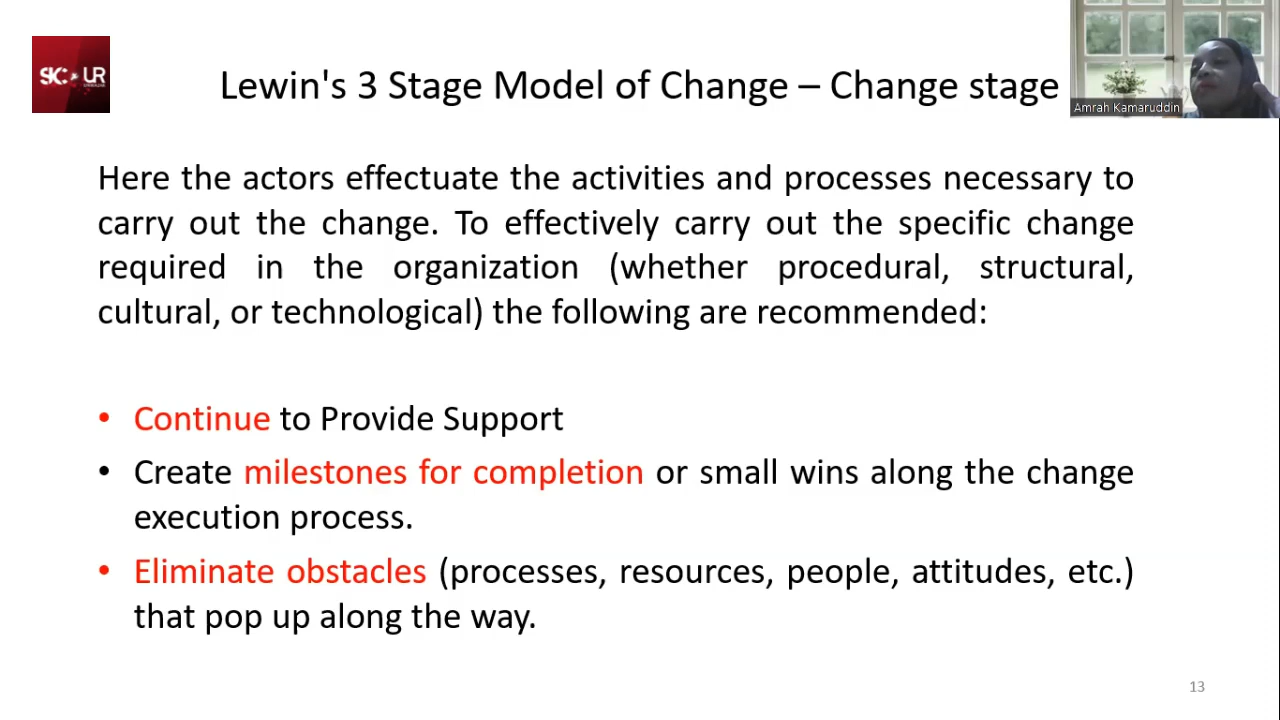 SK
UR
Lewin's 3 Stage Model of Change – Change stage
Amrah Kamaruddin
Here the actors effectuate the activities and processes necessary to
carry out the change. To effectively carry out the specific change
required in the organization (whether procedural, structural,
cultural, or technological) the following are recommended:
• Continue to Provide Support
• Create milestones for completion or small wins along the change
execution process.
• Eliminate obstacles (processes, resources, people, attitudes, etc.)
that pop up along the way.
13